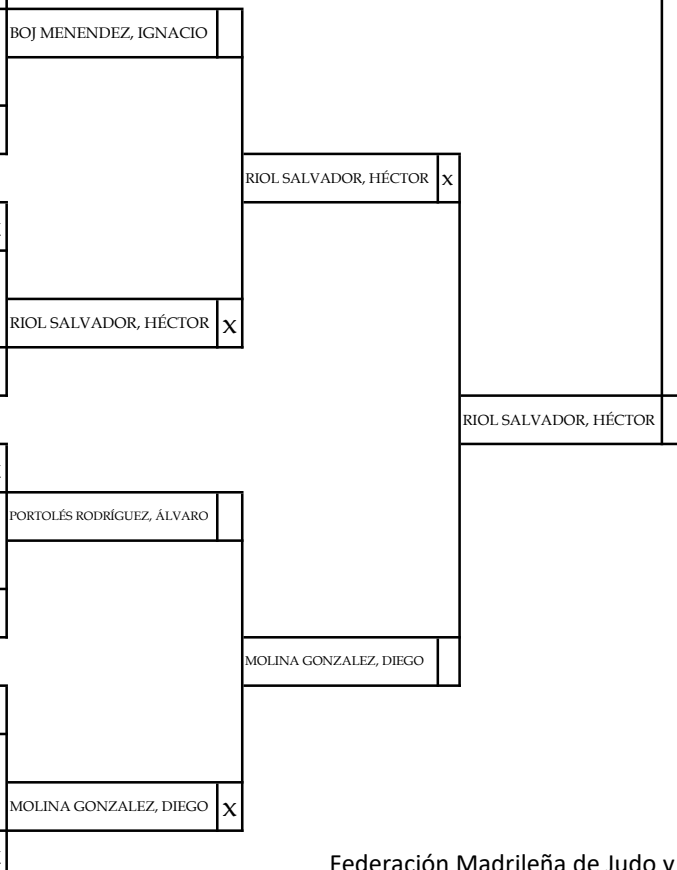 BOJ MENENDEZ, IGNACIO
RIOL SALVADOR, HÉCTOR X
RIOL SALVADOR, HÉCTOR X
RIOL SALVADOR, HÉCTOR
PORTOLÉS RODRÍGUEZ, ÁLVARO
MOLINA GONZALEZ, DIEGO
MOLINA GONZALEZ, DIEGO X
Federación Madrileña de Judo y